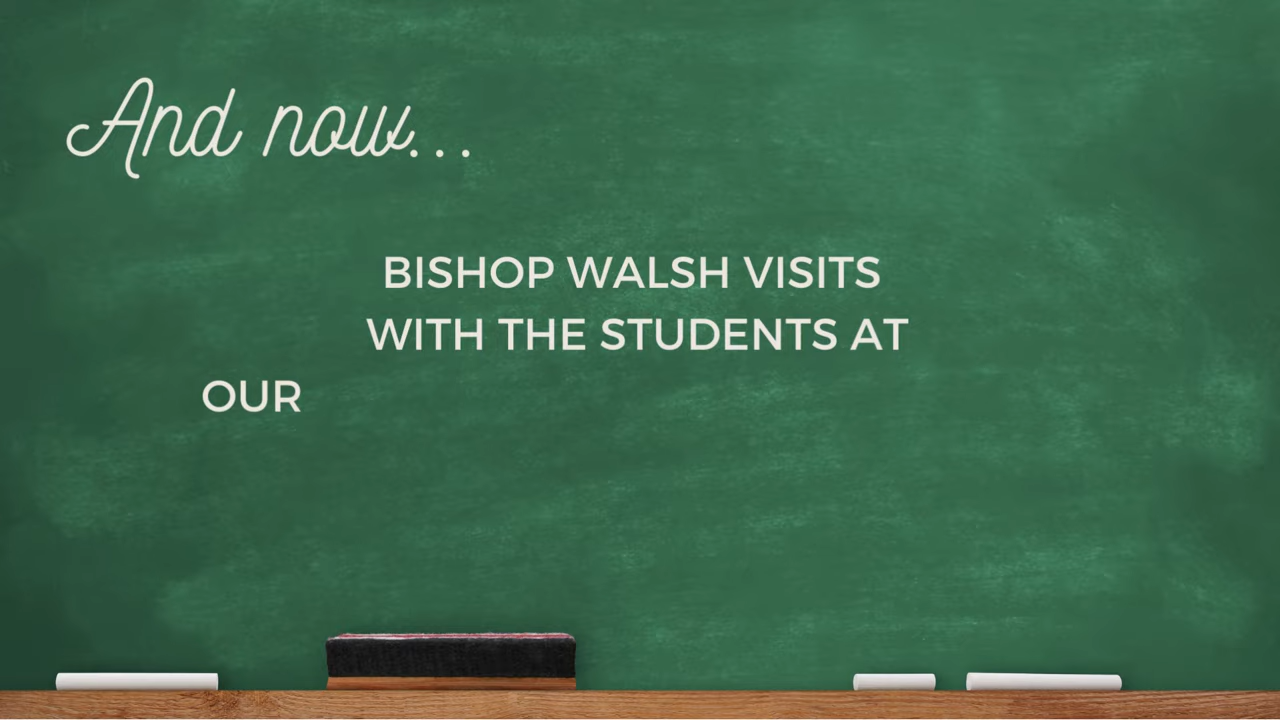 And now...
BISHOP WALSH VISITS
WITH THE STUDENTS AT
OUR